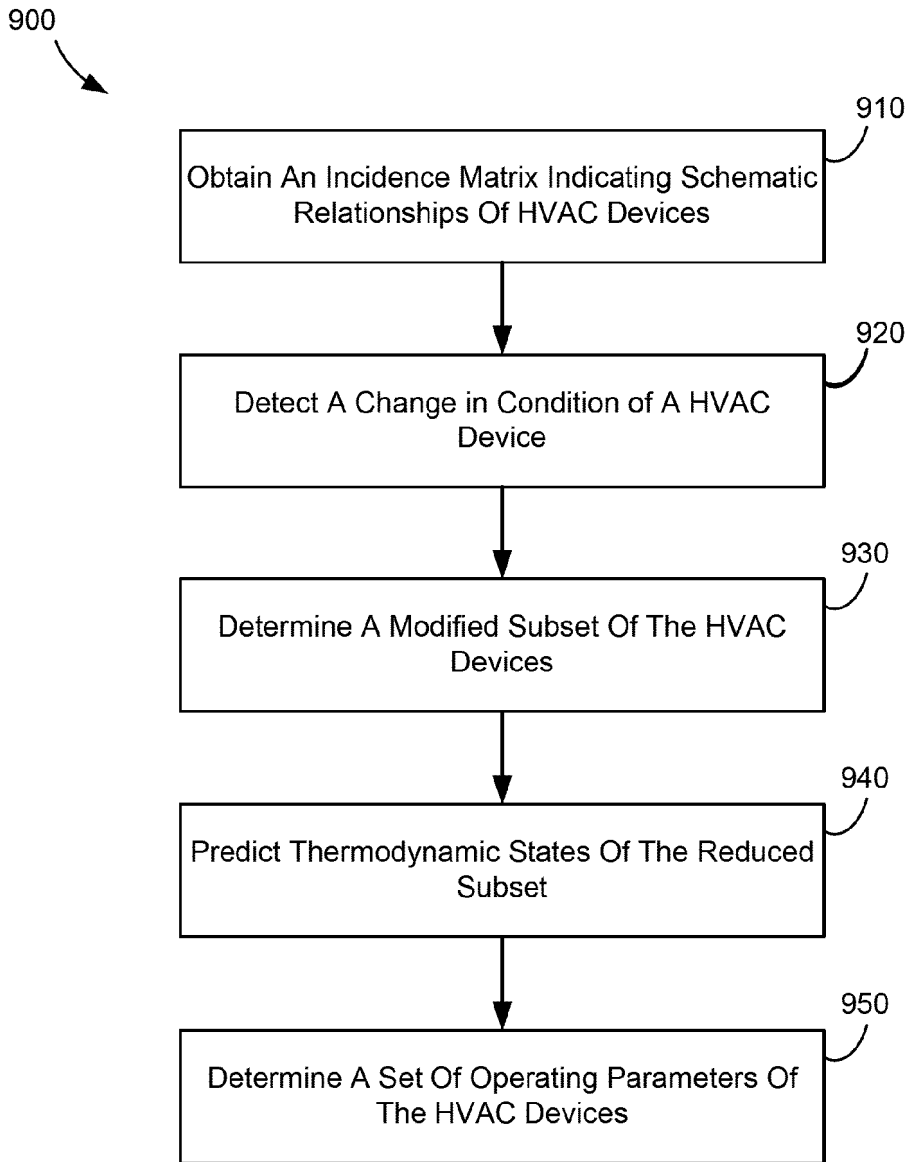 900
910
Obtain An Incidence Matrix Indicating Schematic
Relationships Of HVAC Devices
920
Detect A Change in Condition of A HVAC
Device
930
Determine A Modified Subset Of The HVAC
Devices
940
Predict Thermodynamic States Of The Reduced
Subset
950
Determine A Set Of Operating Parameters Of
The HVAC Devices